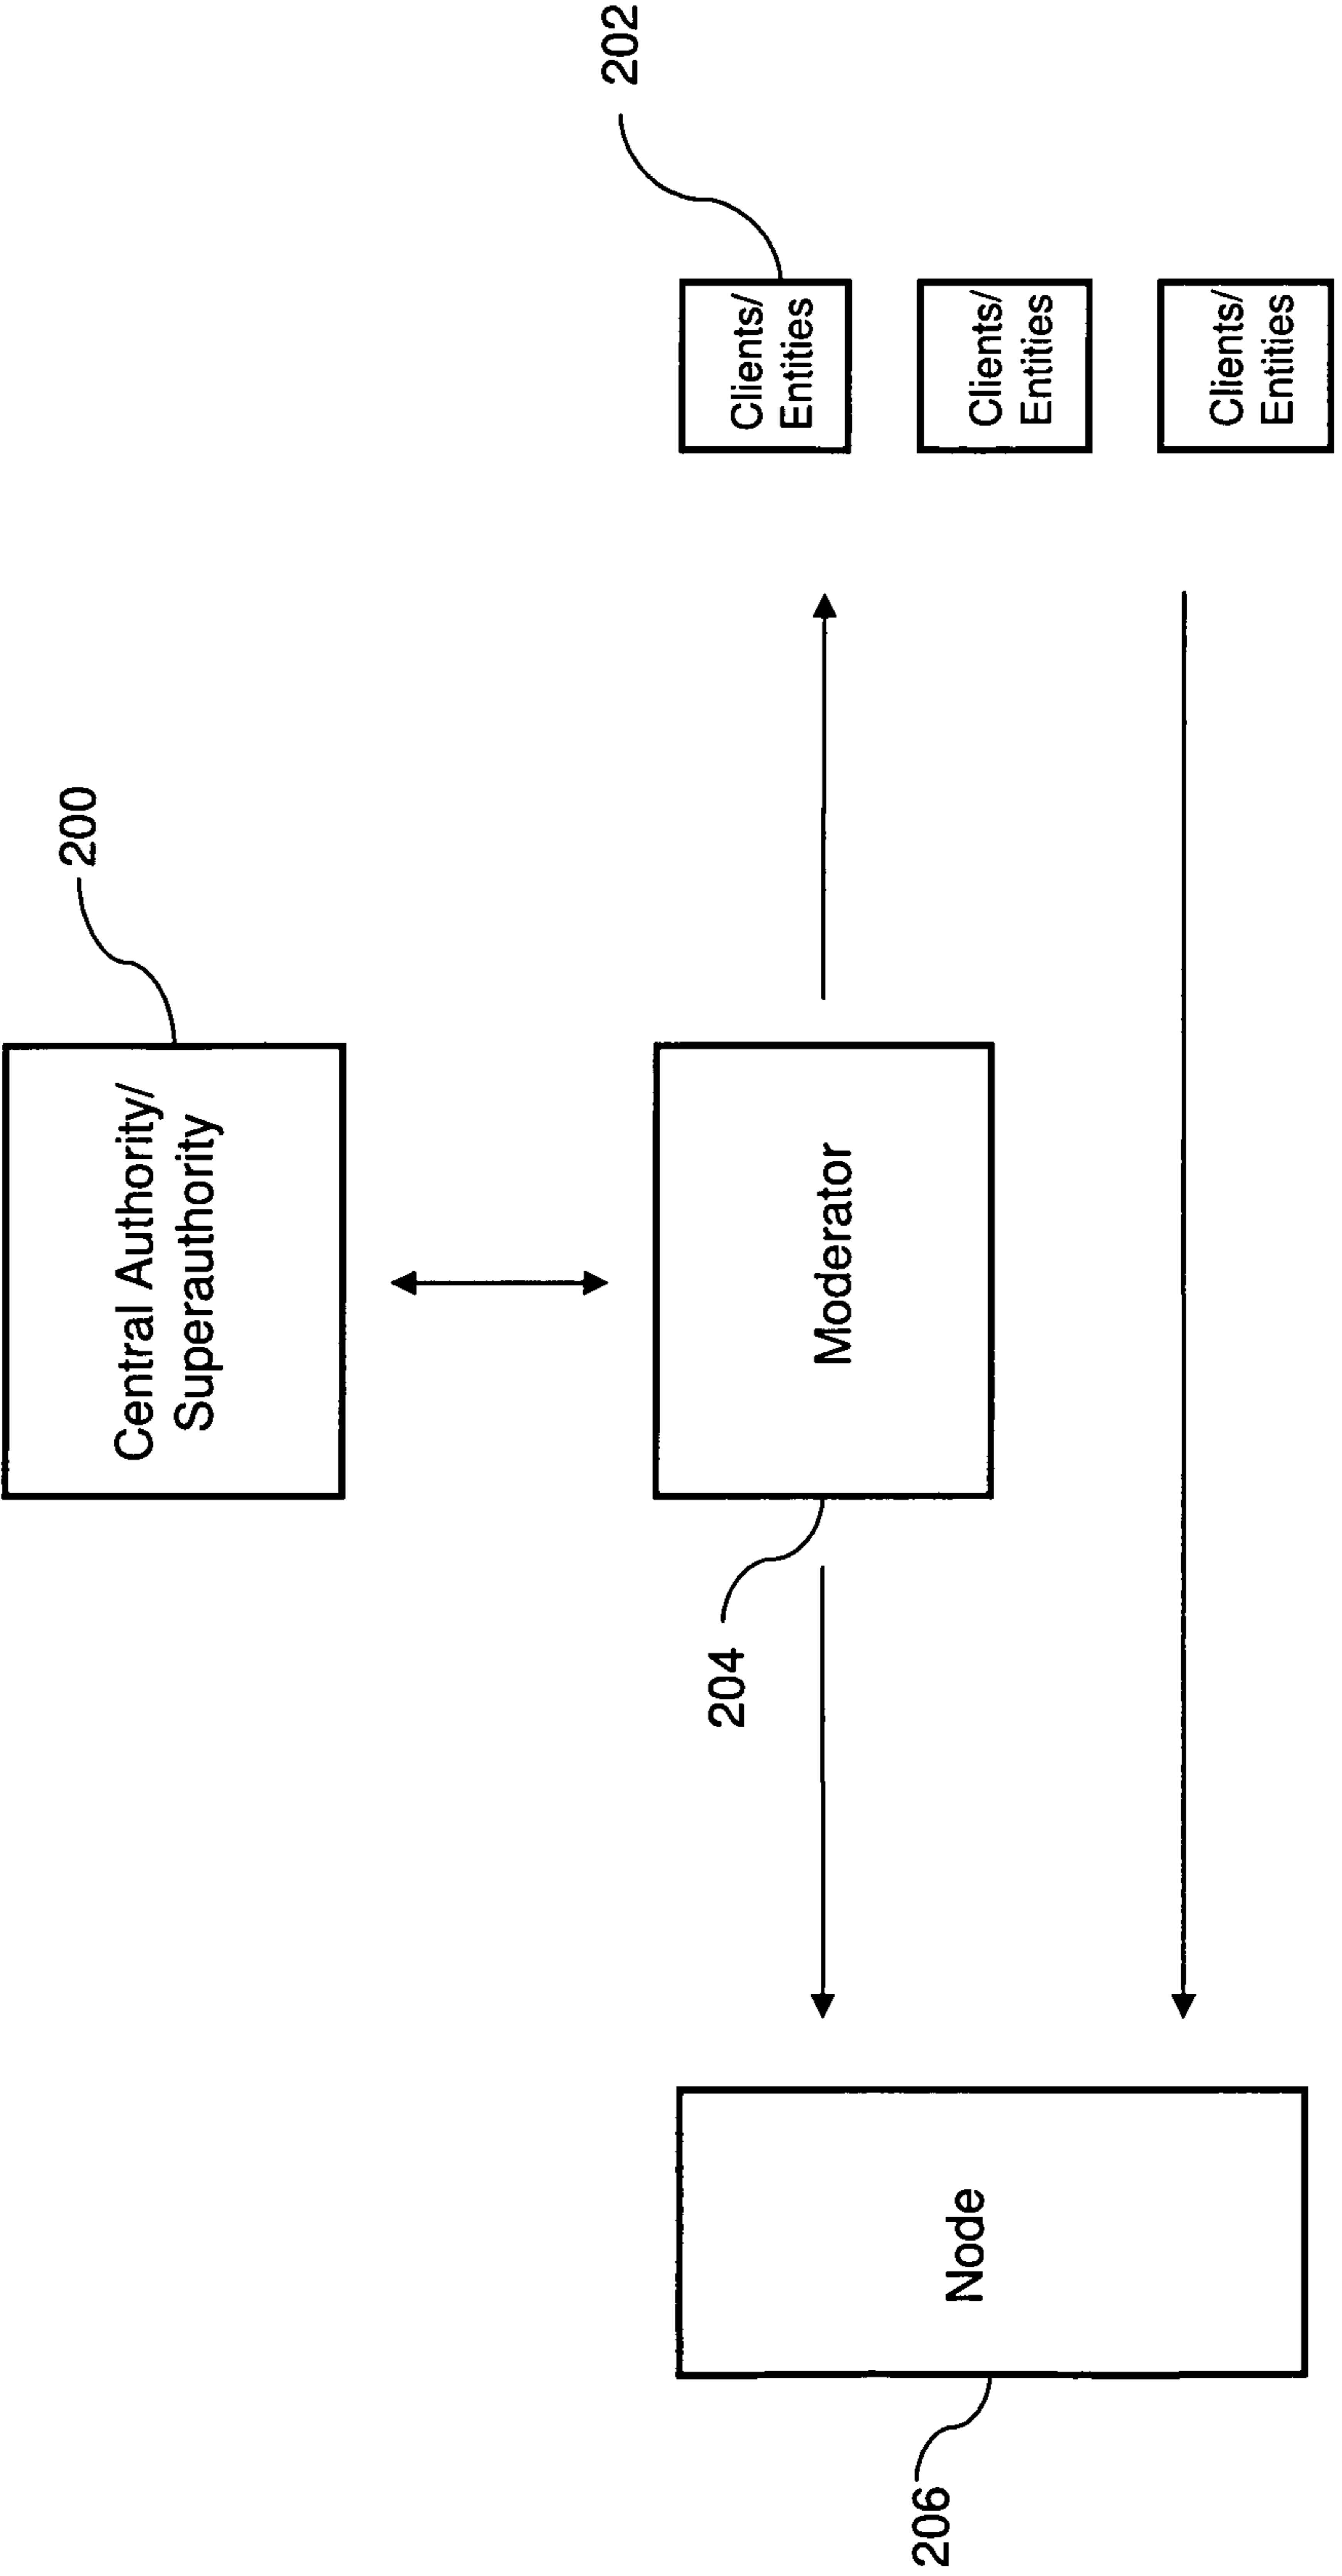 200
Central Authority/
Superauthority
202
Clients/
Entities
204
Moderator
Clients/
Entities
206
Node
Clients/
Entities